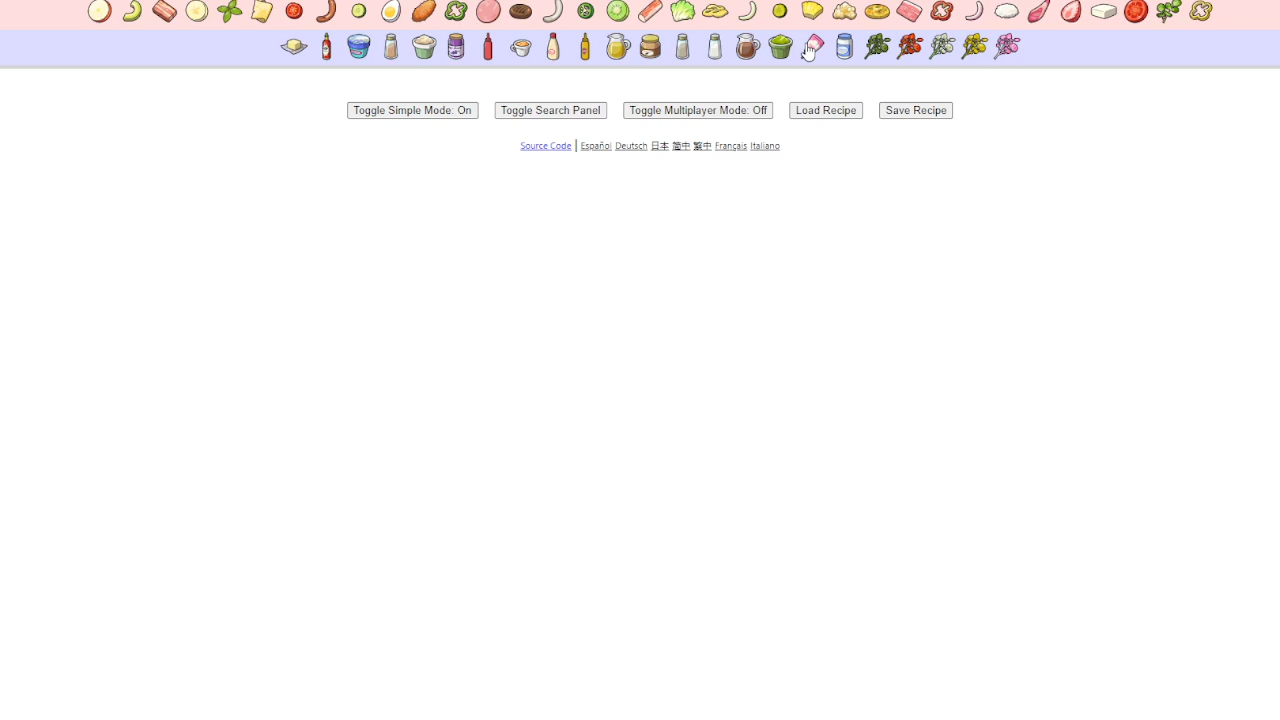 Toggle Simple Mode: On Toggle Search Panel Toggle Multiplayer Mode: Off Load Recipe Save Recipe
Source Code | Español Deutsch 日本 简中 繁中 Français Italiano